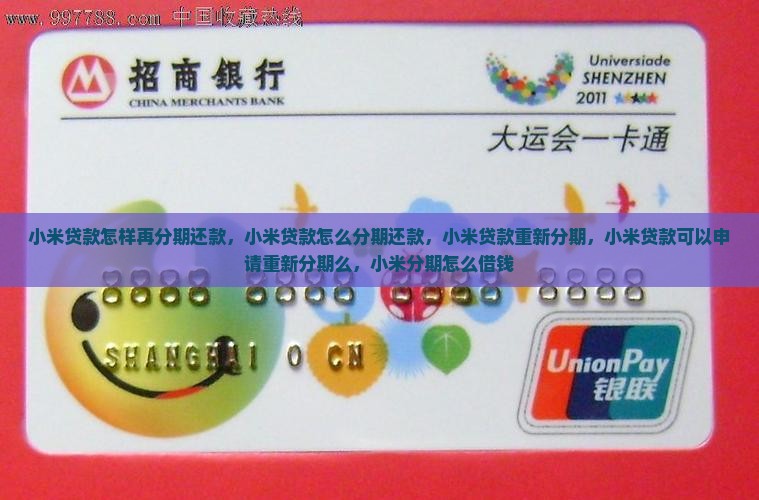 www.997788.com 中国收藏热线
招商银行
CHINA MERCHANTS BANK
Universiade
SHENZHEN
2011
大运会一卡通
小米贷款怎样再分期还款，小米贷款怎么分期还款，小米贷款重新分期，小米贷款可以申
请重新分期么，小米分期怎么借钱
8888 8888 8888 8888
SHANGHAI 0 CN
UnionPay
银联